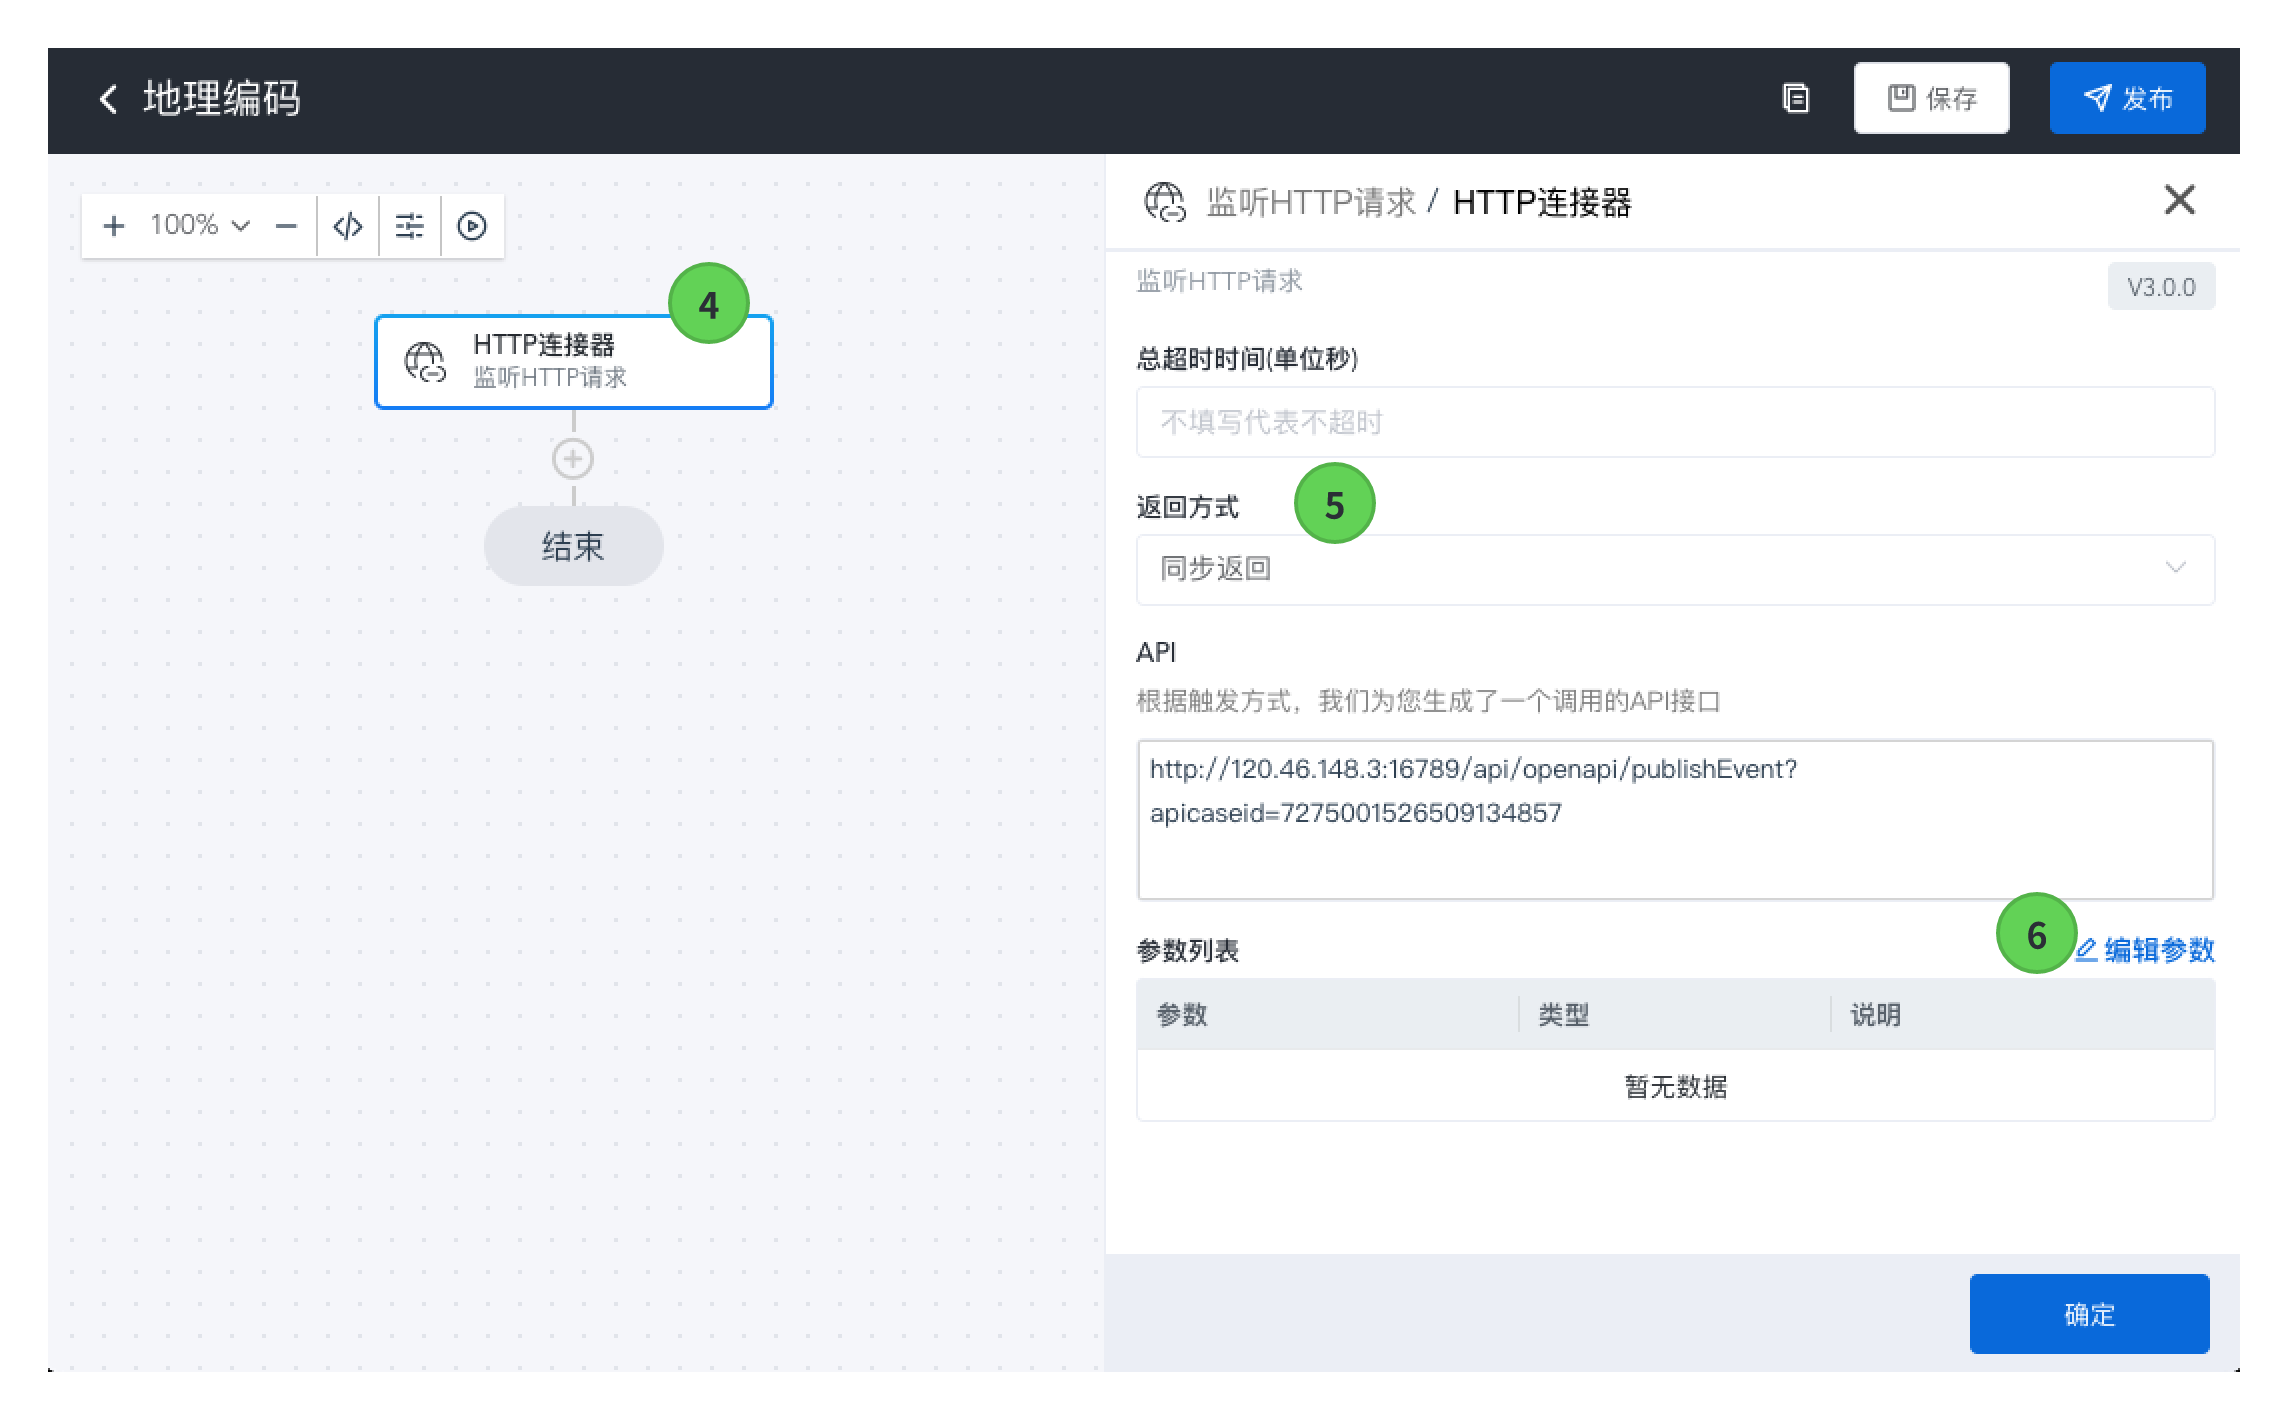 地理编码
保存
发布
100%
4
HTTP连接器
监听HTTP请求
结束
监听HTTP请求 / HTTP连接器
监听HTTP请求
V3.0.0
总超时时间(单位秒)
不填写代表不超时
返回方式
5
同步返回
API
根据触发方式，我们为您生成了一个调用的API接口
http://120.46.148.3:16789/api/openapi/publishEvent?
apicaseid=7275001526509134857
参数列表
6
编辑参数
参数 类型 说明
暂无数据
确定